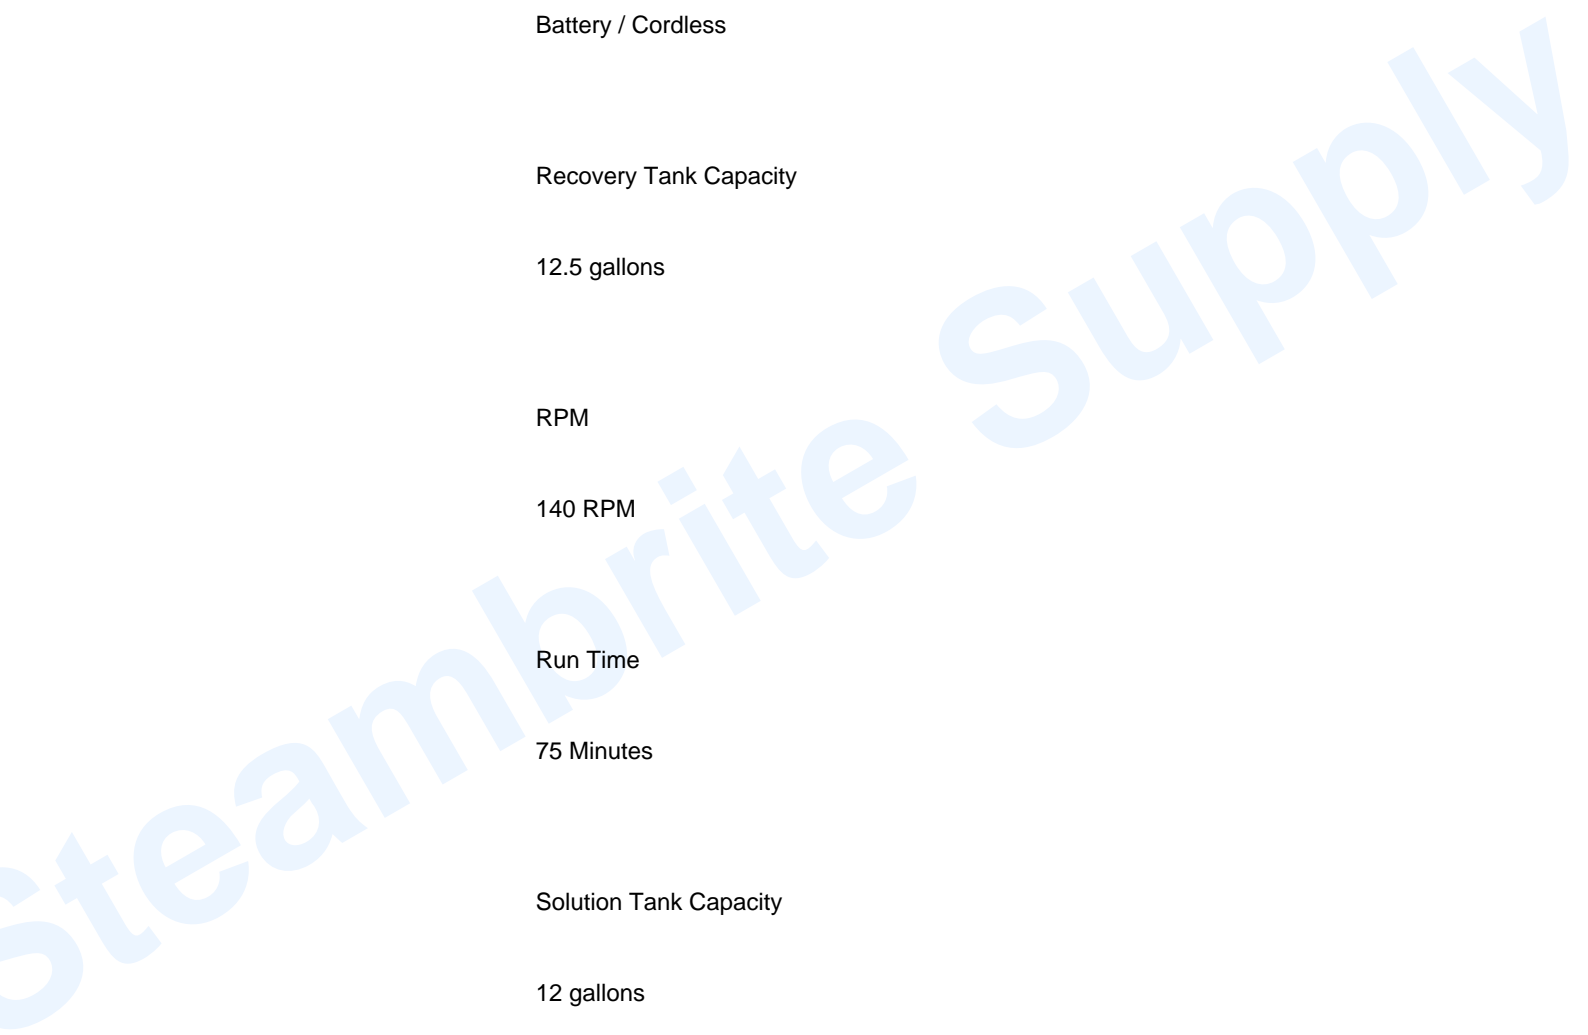 Battery / Cordless
Recovery Tank Capacity
12.5 gallons
RPM
140 RPM
Run Time
75 Minutes
Solution Tank Capacity
12 gallons
Steambrite Supply